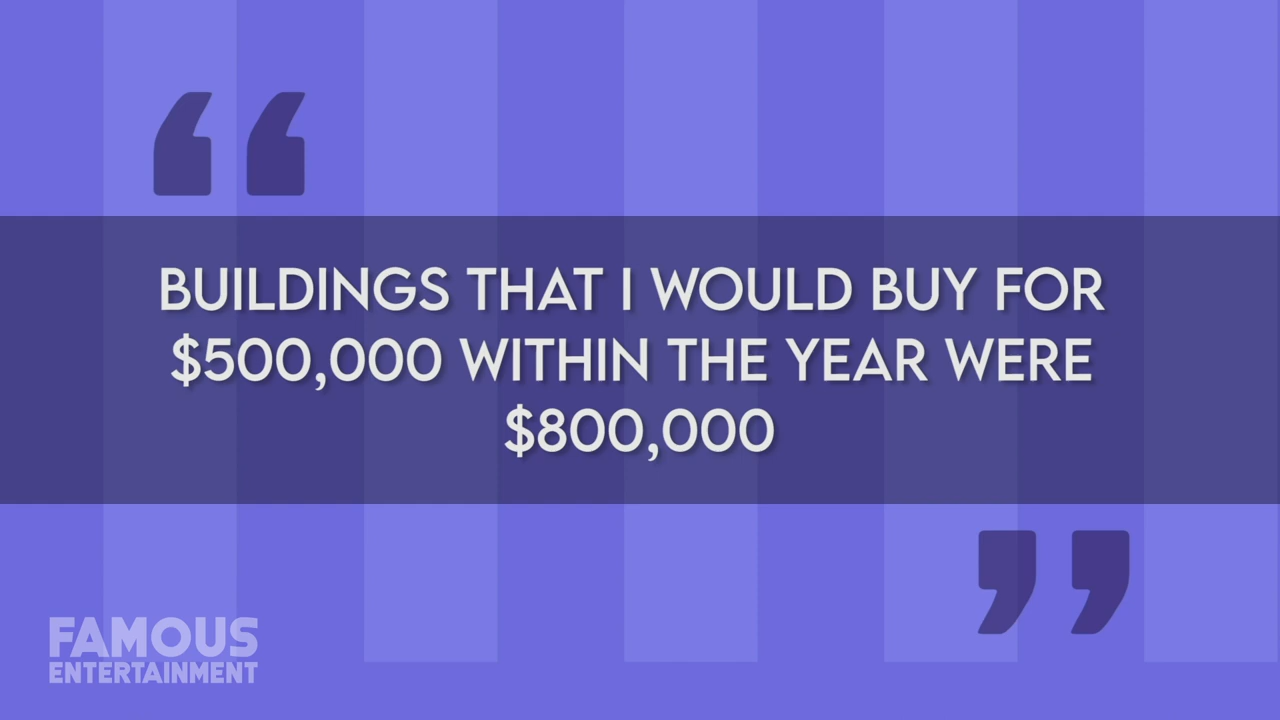 BUILDINGS THAT I WOULD BUY FOR
$500,000 WITHIN THE YEAR WERE
$800,000
FAMOUS
ENTERTAINMENT